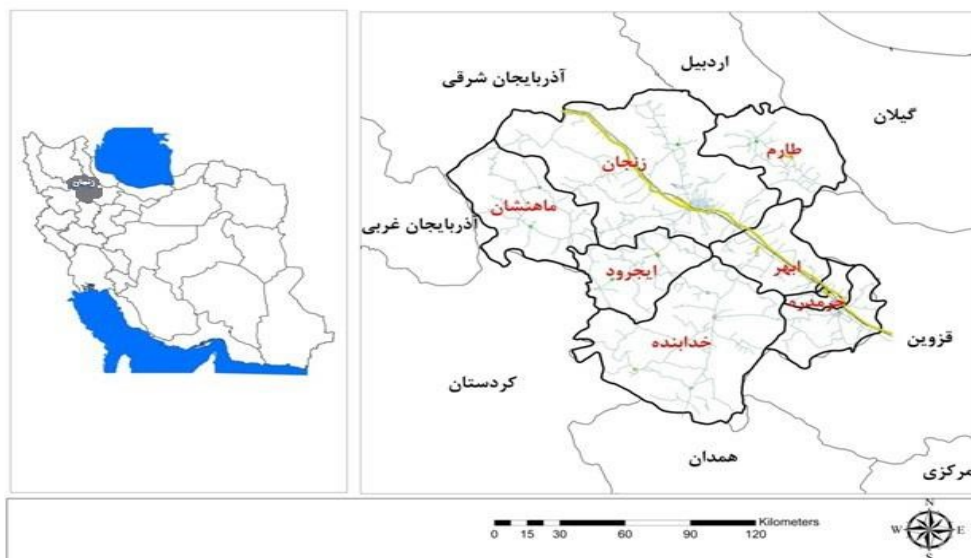 زنجان
اردبیل
آذربایجان شرقی
گیلان
طارم
زنجان
ماهنشان
آذربایجان غربی
ابهر
ایجرود
خرمدره
قزوین
خدابنده
کردستان
همدان
مرکزی
N
Kilometers
W E
0 15 30 60 90 120
S